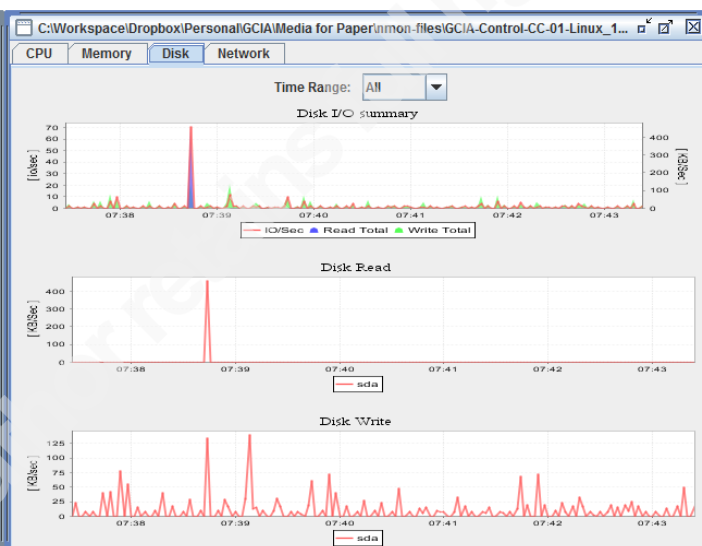 C:\Workspace\Dropbox\Personal\GCIA\Media for Paper\nmon-files\GCIA-Control-CC-01-Linux_1...
CPU Memory Disk Network
Time Range: All
Disk I/O summary
70
60
50
40
30
20
10
0
[Io/sec]
400
300
200
100
0
[KB/Sec]
07:38 07:39 07:40 07:41 07:42 07:43
IO/Sec Read Total Write Total
Disk Read
400
300
200
100
0
[KB/Sec]
07:38 07:39 07:40 07:41 07:42 07:43
sda
Disk Write
125
100
75
50
25
0
[KB/sec]
07:38 07:39 07:40 07:41 07:42 07:43
sda